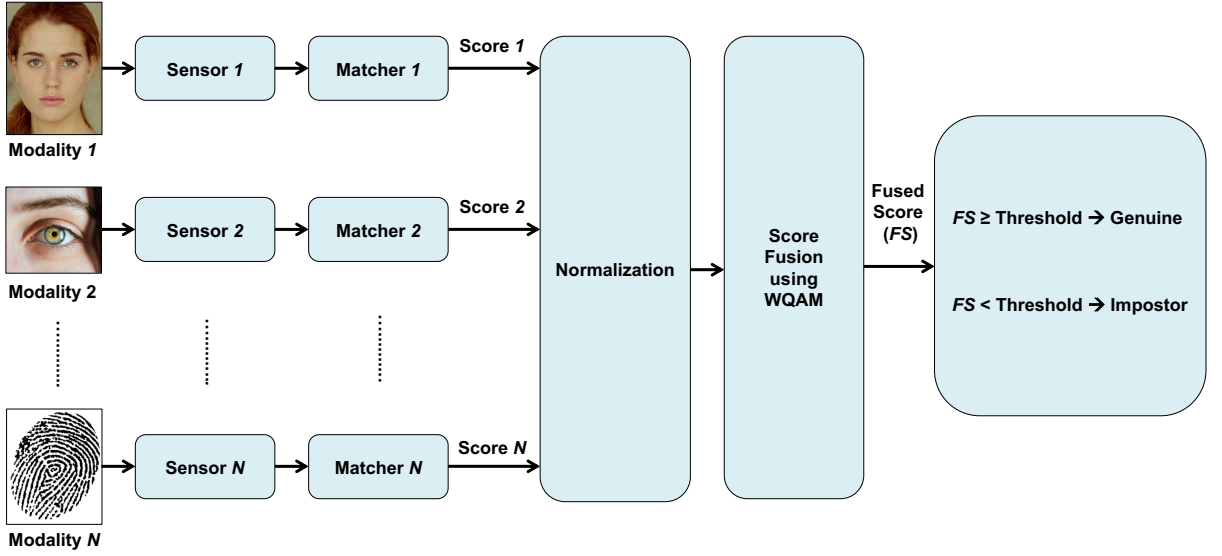 Modality 1
Sensor 1
Matcher 1
Score 1
Modality 2
Sensor 2
Matcher 2
Score 2
Modality N
Sensor N
Matcher N
Score N
Normalization
Score
Fusion
using
WQAM
Fused
Score
(FS)
FS ≥ Threshold → Genuine
FS < Threshold → Impostor